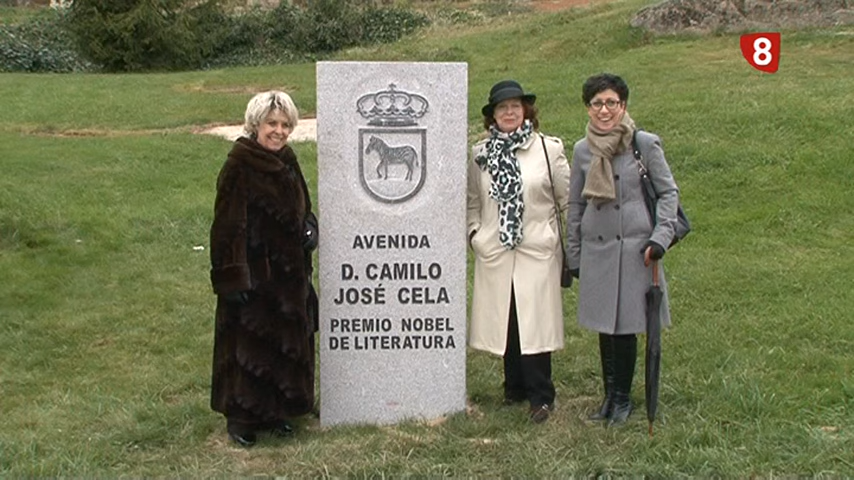 8
AVENIDA
D. CAMILO
JOSÉ CELA
PREMIO NOBEL
DE LITERATURA